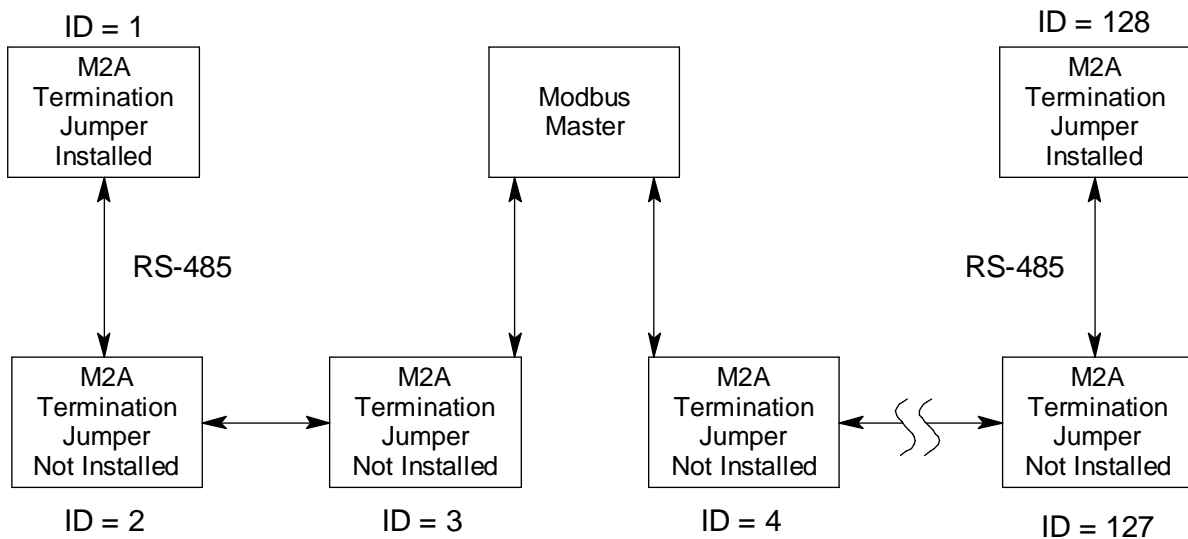 ID = 1
M2A
Termination
Jumper
Installed
Modbus
Master
ID = 128
M2A
Termination
Jumper
Installed
RS-485
RS-485
M2A
Termination
Jumper
Not Installed
ID = 2
M2A
Termination
Jumper
Not Installed
ID = 3
M2A
Termination
Jumper
Not Installed
ID = 4
M2A
Termination
Jumper
Not Installed
ID = 127